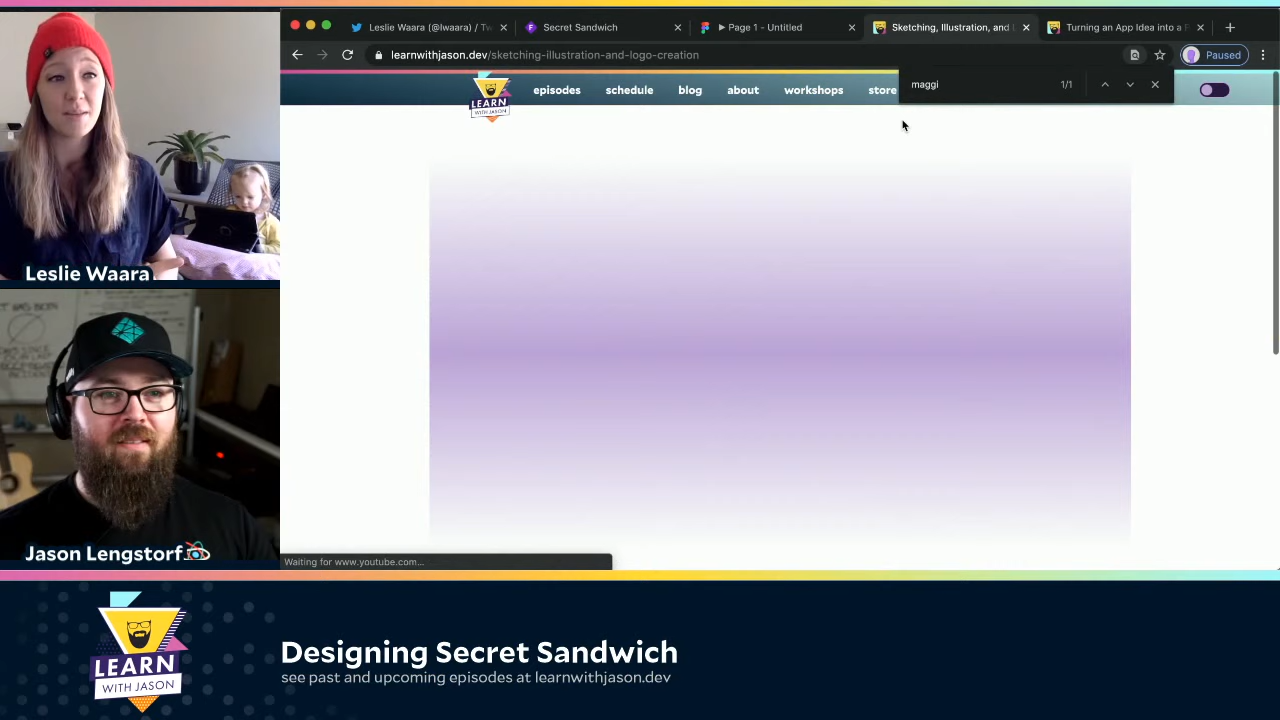 Leslie Waara (@lwaara) / Tw
Secret Sandwich
Page 1 - Untitled
Sketching, Illustration, and L
Turning an App Idea into a P
learnwithjason.dev/sketching-illustration-and-logo-creation
Paused
maggi
1/1
LEARN
WITH JASON
episodes
schedule
blog
about
workshops
store
Waiting for www.youtube.com...
Leslie Waara
Jason Lengstorf
LEARN
WITH JASON
Designing Secret Sandwich
see past and upcoming episodes at learnwithjason.dev